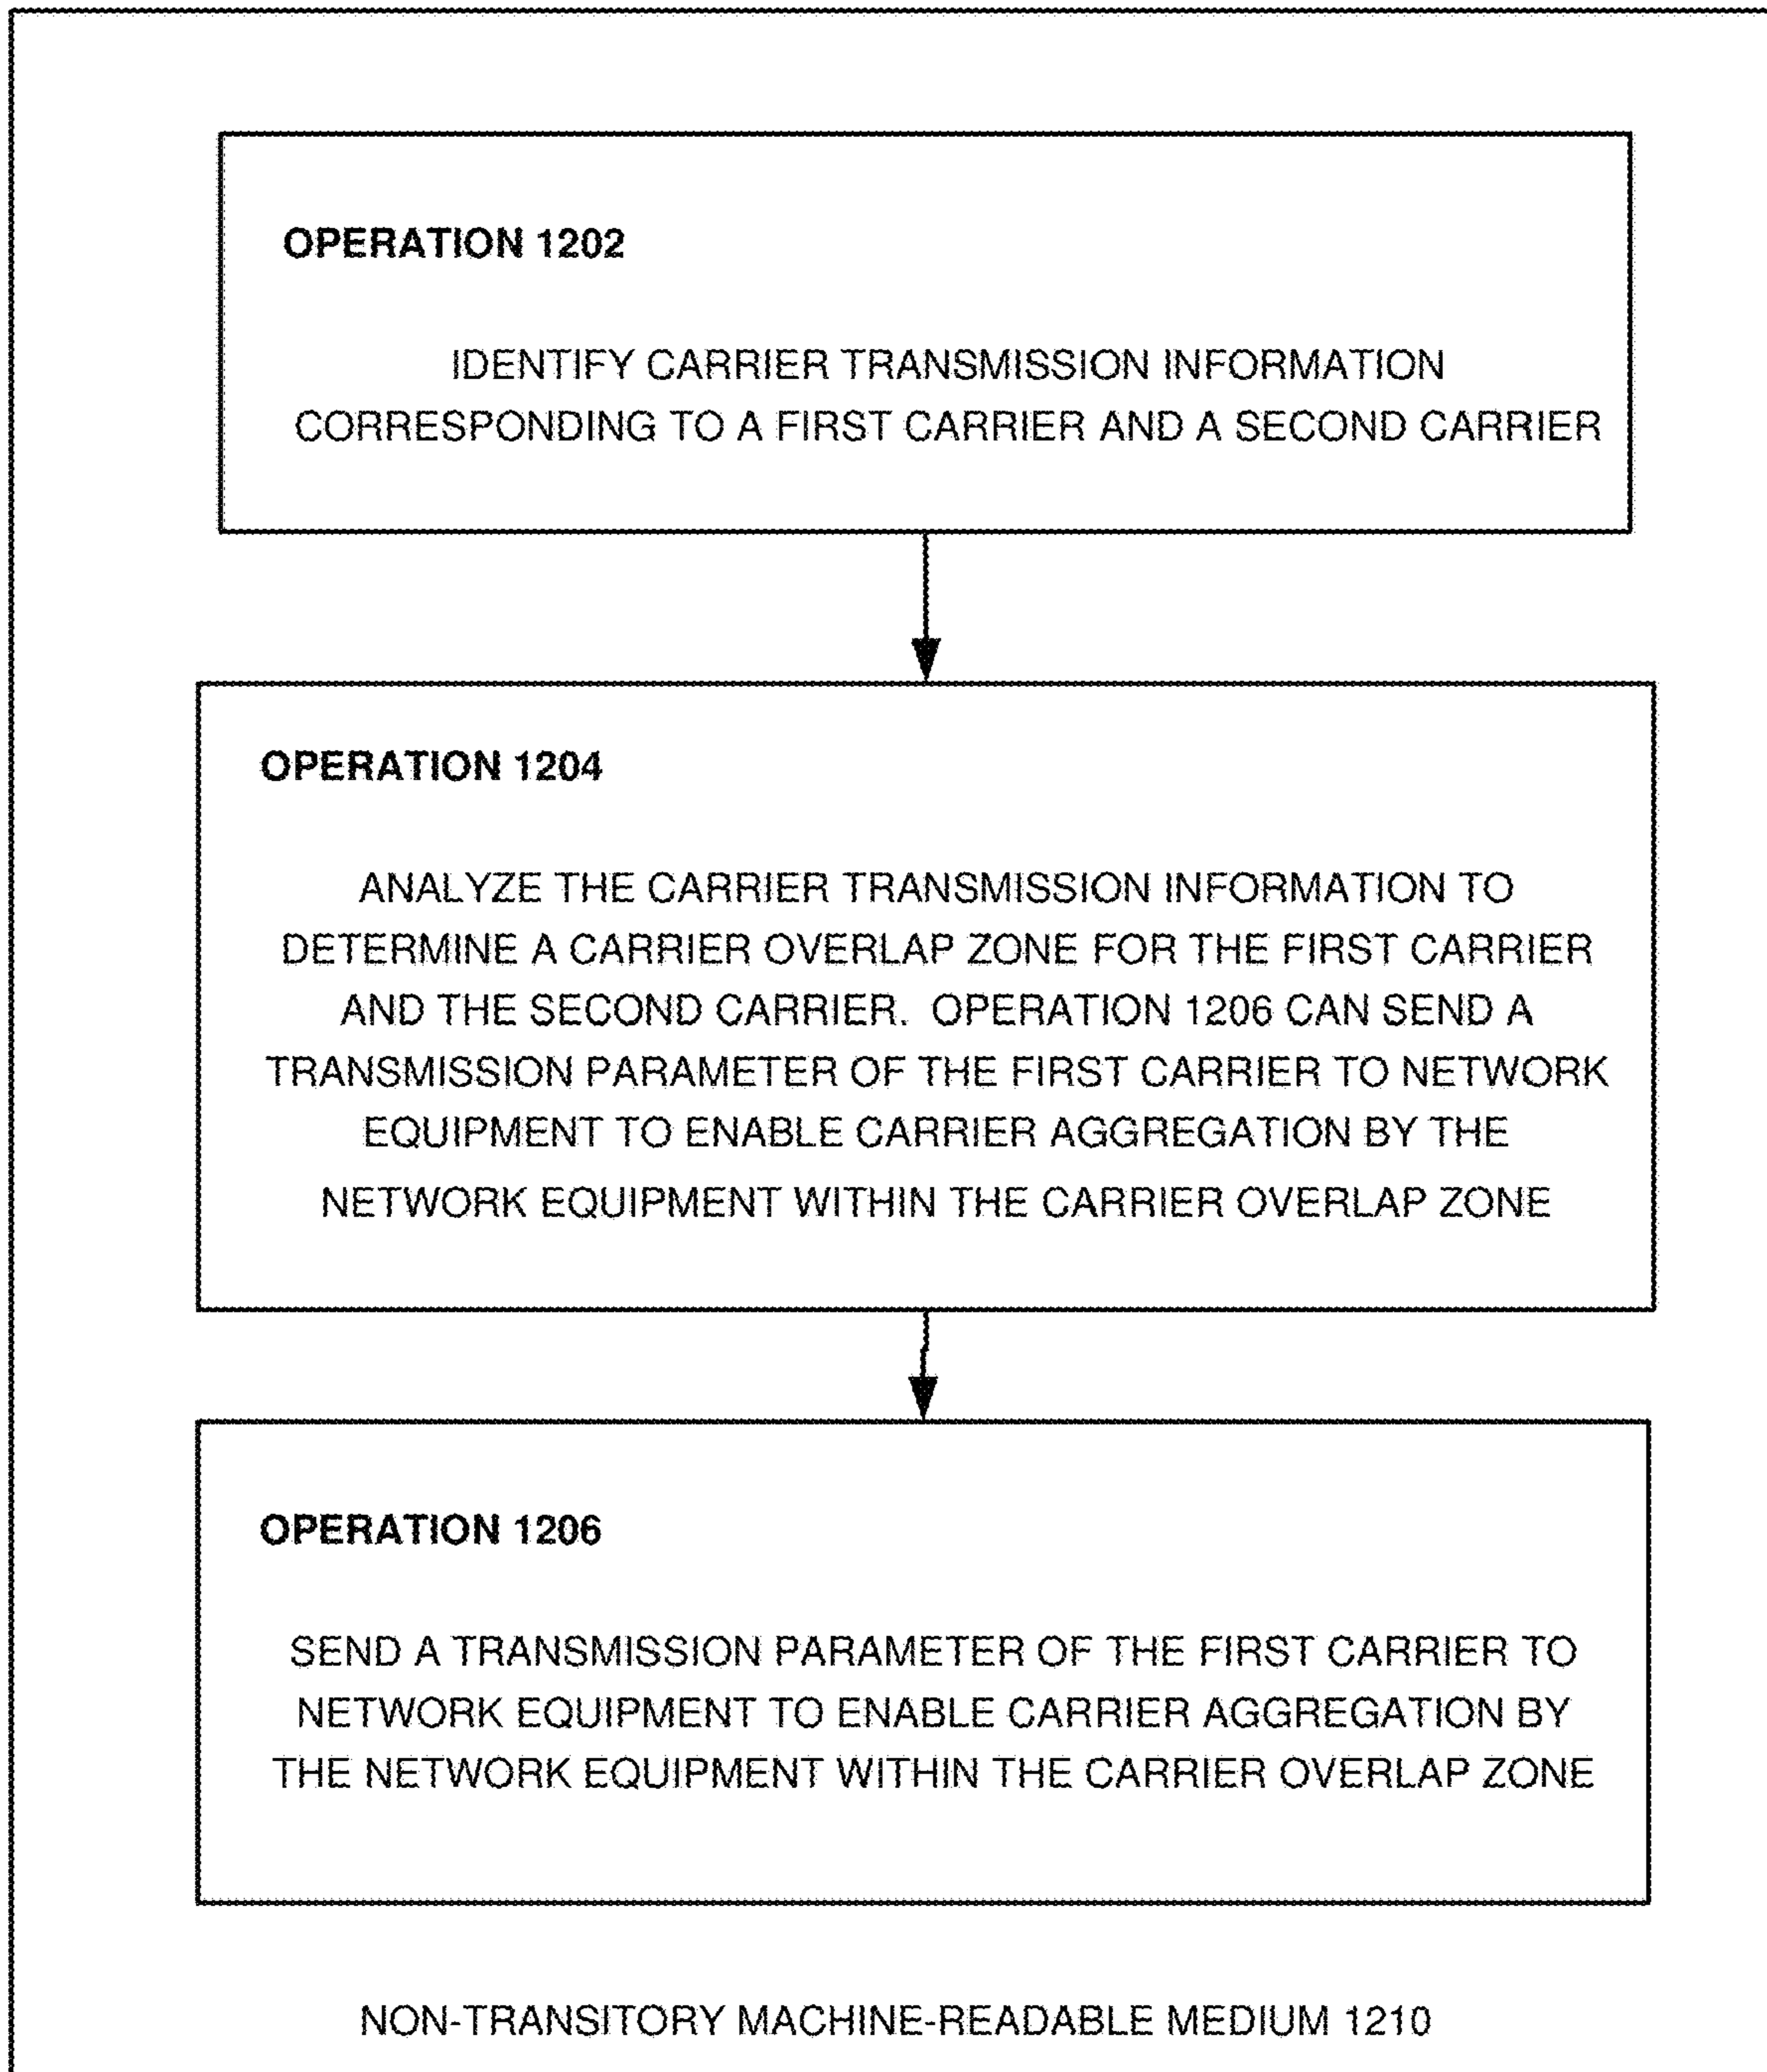 OPERATION 1202
IDENTIFY CARRIER TRANSMISSION INFORMATION
CORRESPONDING TO A FIRST CARRIER AND A SECOND CARRIER
OPERATION 1204
ANALYZE THE CARRIER TRANSMISSION INFORMATION TO
DETERMINE A CARRIER OVERLAP ZONE FOR THE FIRST CARRIER
AND THE SECOND CARRIER. OPERATION 1206 CAN SEND A
TRANSMISSION PARAMETER OF THE FIRST CARRIER TO NETWORK
EQUIPMENT TO ENABLE CARRIER AGGREGATION BY THE
NETWORK EQUIPMENT WITHIN THE CARRIER OVERLAP ZONE
OPERATION 1206
SEND A TRANSMISSION PARAMETER OF THE FIRST CARRIER TO
NETWORK EQUIPMENT TO ENABLE CARRIER AGGREGATION BY
THE NETWORK EQUIPMENT WITHIN THE CARRIER OVERLAP ZONE
NON-TRANSITORY MACHINE-READABLE MEDIUM 1210